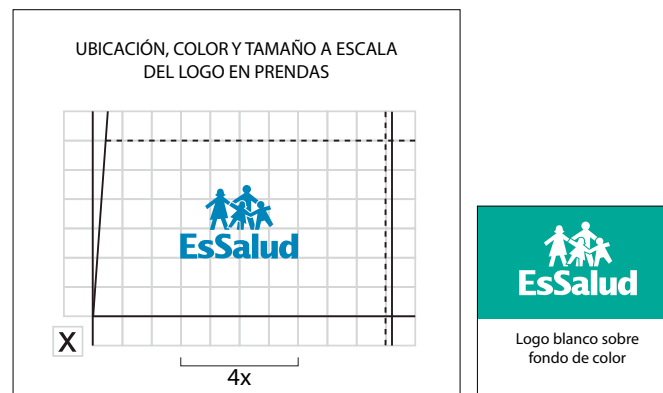 UBICACIÓN, COLOR Y TAMAÑO A ESCALA
DEL LOGO EN PRENDAS
EsSalud
X
4x
EsSalud
Logo blanco sobre
fondo de color